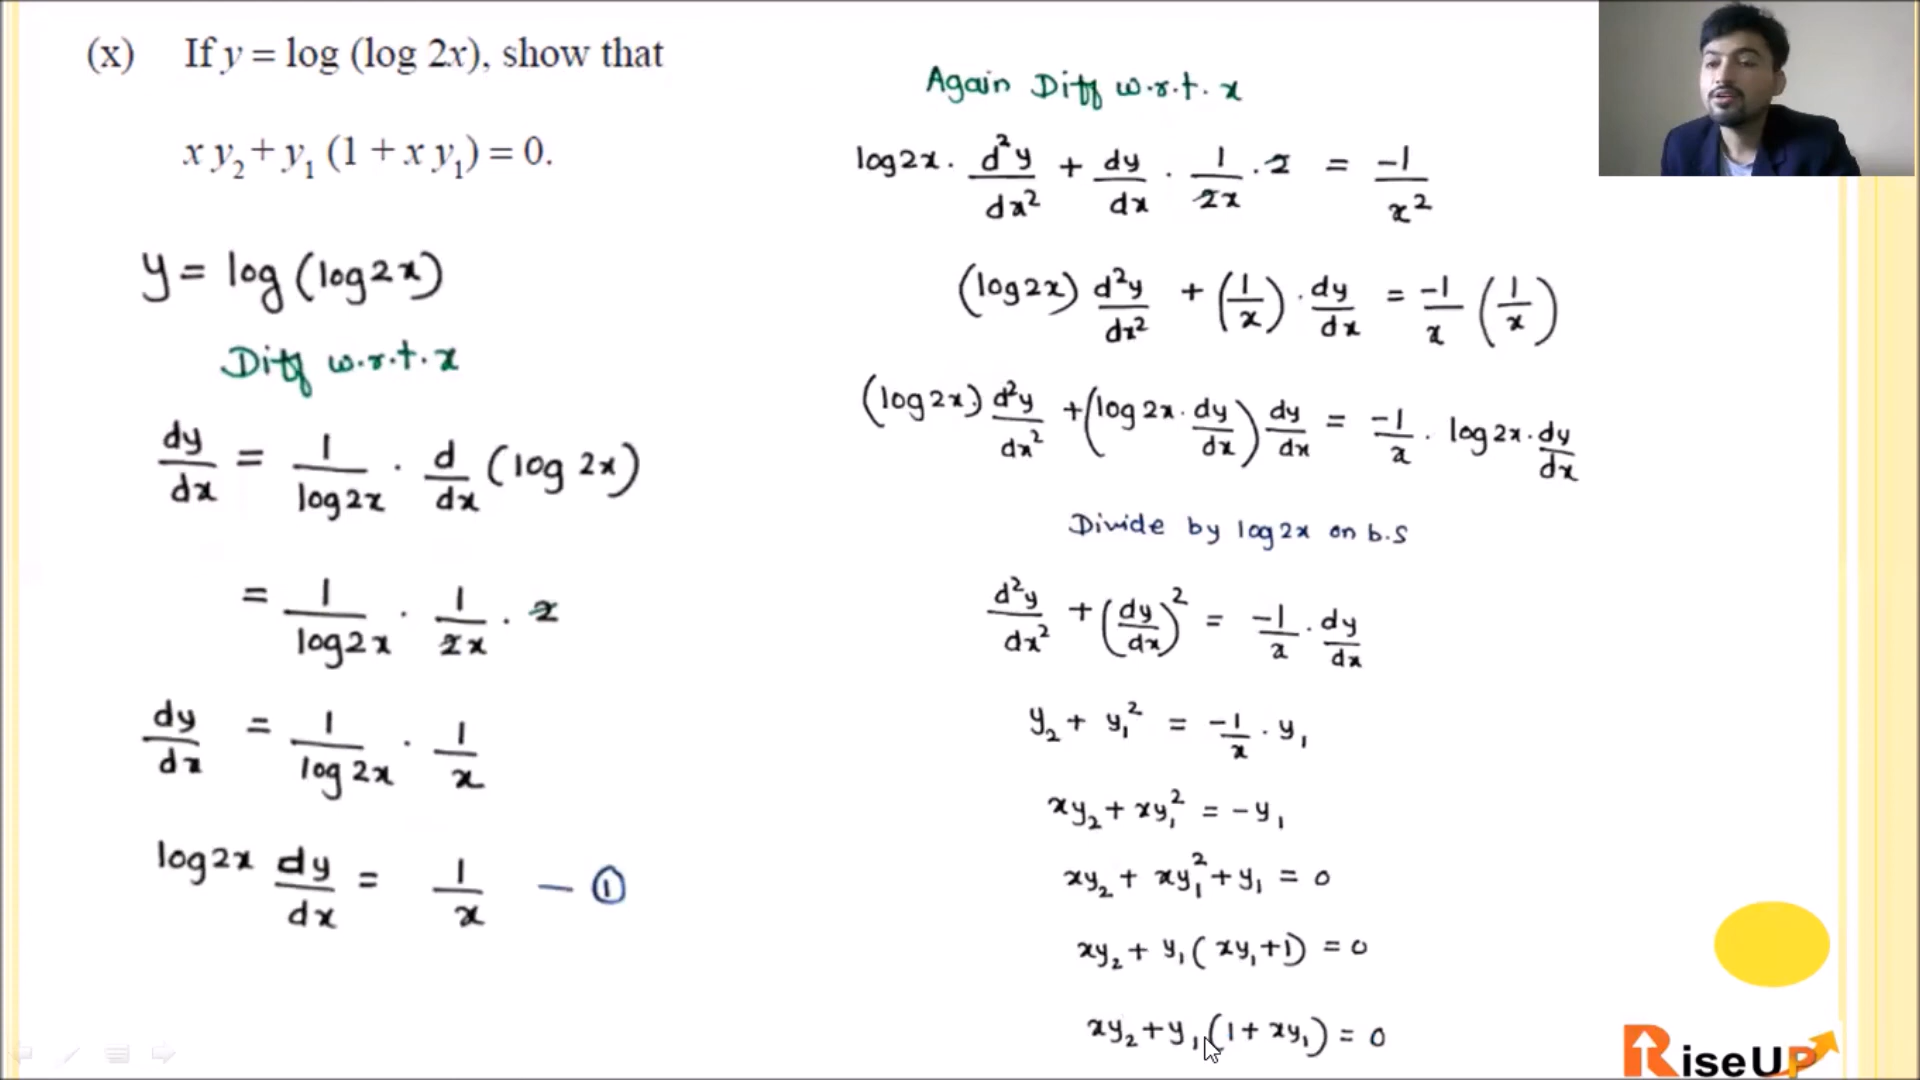 (x) If y = log (log 2x), show that
x y₂ + y₁ (1 + x y₁) = 0.
y = log (log 2x)
Diff w.r.t. x
dy/dx = 1/log2x · d/dx (log 2x)
= 1/log2x · 1/2x · 2
dy/dx = 1/log2x · 1/x
log2x dy/dx = 1/x — ①
Again Diff w.r.t. x
log2x · d²y/dx² + dy/dx · 1/2x · 2 = -1/x²
(log2x) d²y/dx² + (1/x) · dy/dx = -1/x (1/x)
(log2x) d²y/dx² + (log2x · dy/dx) dy/dx = -1/x · log2x · dy/dx
Divide by log2x on b.s
d²y/dx² + (dy/dx)² = -1/x · dy/dx
y₂ + y₁² = -1/x · y₁
xy₂ + xy₁² = -y₁
xy₂ + xy₁² + y₁ = 0
xy₂ + y₁ (xy₁ + 1) = 0
xy₂ + y₁ (1 + xy₁) = 0
RiseUP